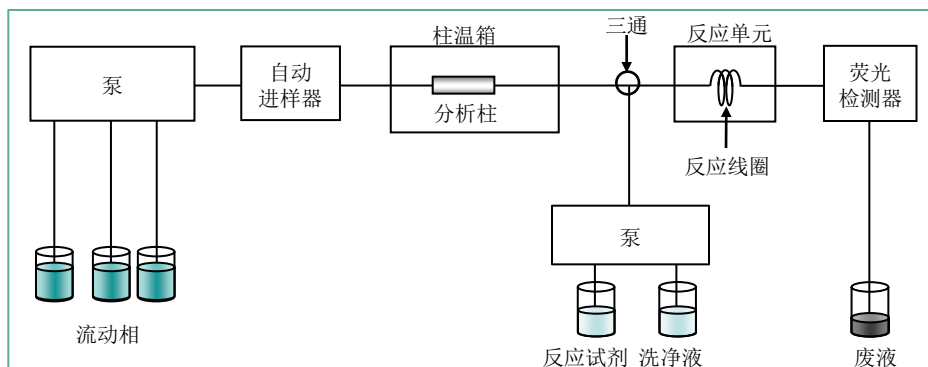 三通
柱温箱
反应单元
泵
自动
进样器
荧光
检测器
分析柱
反应线圈
泵
流动相
反应试剂
洗净液
废液